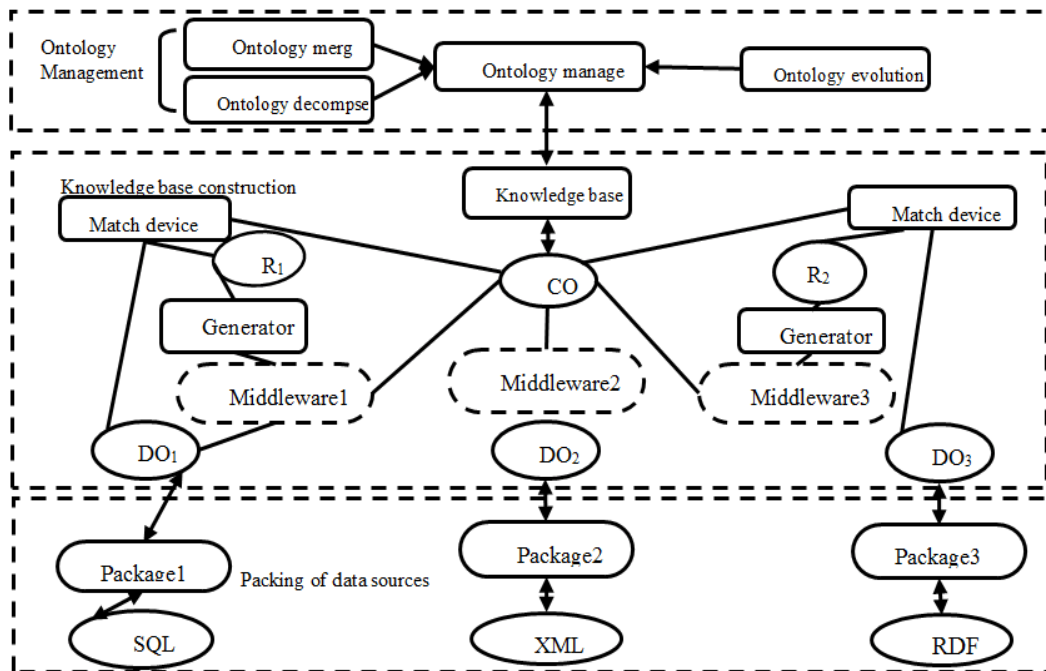 Ontology
Management
Ontology merg
Ontology decompse
Ontology manage
Ontology evolution
Knowledge base construction
Match device
Knowledge base
Match device
R₁
CO
R₂
Generator
Generator
Middleware1
Middleware2
Middleware3
DO₁
DO₂
DO₃
Package1
Packing of data sources
Package2
Package3
SQL
XML
RDF